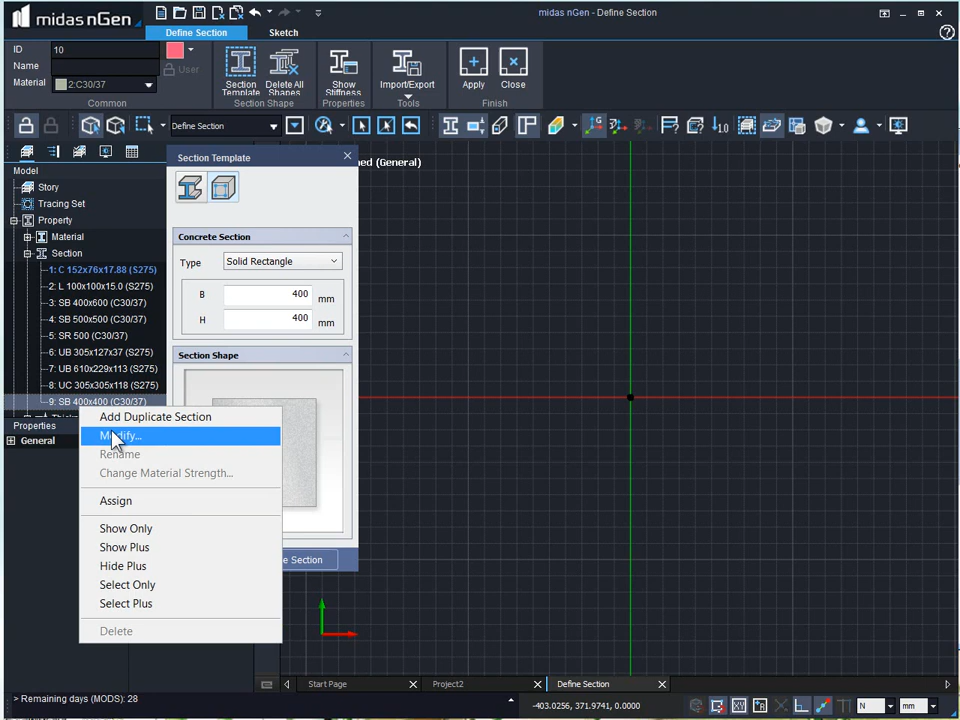 midas nGen
midas nGen - Define Section
Define Section
Sketch
ID
10
Name
User
Material
2:C30/37
Common
Section Template
Delete All Shapes
Section Shape
Show Stiffness
Properties
Import/Export
Tools
Apply
Close
Finish
Define Section
1.0
Model
Story
Tracing Set
Property
Material
Section
1: C 152x76x17.88 (S275)
2: L 100x100x15.0 (S275)
3: SB 400x600 (C30/37)
4: SB 500x500 (C30/37)
5: SR 500 (C30/37)
6: UB 305x127x37 (S275)
7: UB 610x229x113 (S275)
8: UC 305x305x118 (S275)
9: SB 400x400 (C30/37)
Properties
General
Section Template
Concrete Section
Type
Solid Rectangle
B
400
mm
H
400
mm
Section Shape
Section
(General)
Add Duplicate Section
Rename
Change Material Strength...
Assign
Show Only
Show Plus
Hide Plus
Select Only
Select Plus
Delete
Start Page
Project2
Define Section
> Remaining days (MODS): 28
-403.0256, 371.9741, 0.0000
N
mm